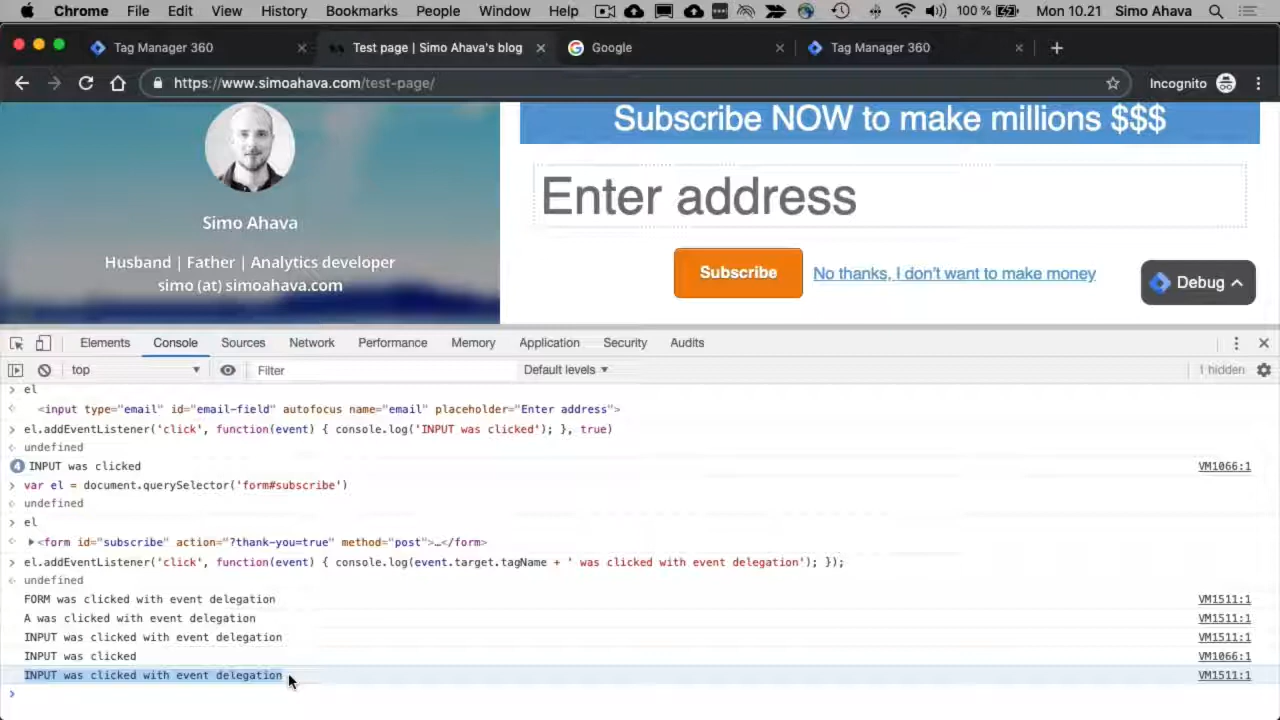 Chrome File Edit View History Bookmarks People Window Help 100 % Mon 10.21 Simo Ahava
Tag Manager 360 Test page | Simo Ahava's blog Google Tag Manager 360
https://www.simoahava.com/test-page/ Incognito
Subscribe NOW to make millions $$$
Enter address
Simo Ahava
Husband | Father | Analytics developer
simo (at) simoahava.com
Subscribe No thanks, I don't want to make money
Debug
Elements Console Sources Network Performance Memory Application Security Audits
top Filter Default levels 1 hidden
el
<input type="email" id="email-field" autofocus name="email" placeholder="Enter address">
el.addEventListener('click', function(event) { console.log('INPUT was clicked'); }, true)
undefined
4 INPUT was clicked VM1066:1
var el = document.querySelector('form#subscribe')
undefined
el
<form id="subscribe" action="?thank-you=true" method="post">…</form>
el.addEventListener('click', function(event) { console.log(event.target.tagName + ' was clicked with event delegation'); });
undefined
FORM was clicked with event delegation VM1511:1
A was clicked with event delegation VM1511:1
INPUT was clicked with event delegation VM1511:1
INPUT was clicked VM1066:1
INPUT was clicked with event delegation VM1511:1